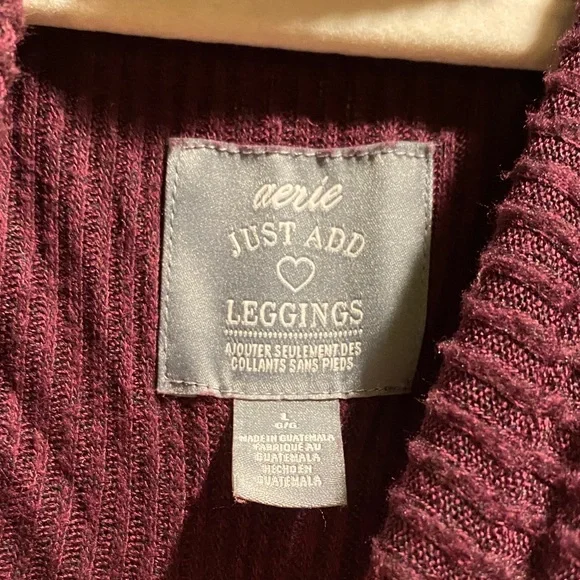 aerie
JUST ADD
LEGGINGS
AJOUTER SEULEMENT DES
COLLANTS SANS PIEDS
L
G/G
MADE IN GUATEMALA
FABRIQUÉ AU
GUATEMALA
HECHO EN
GUATEMALA